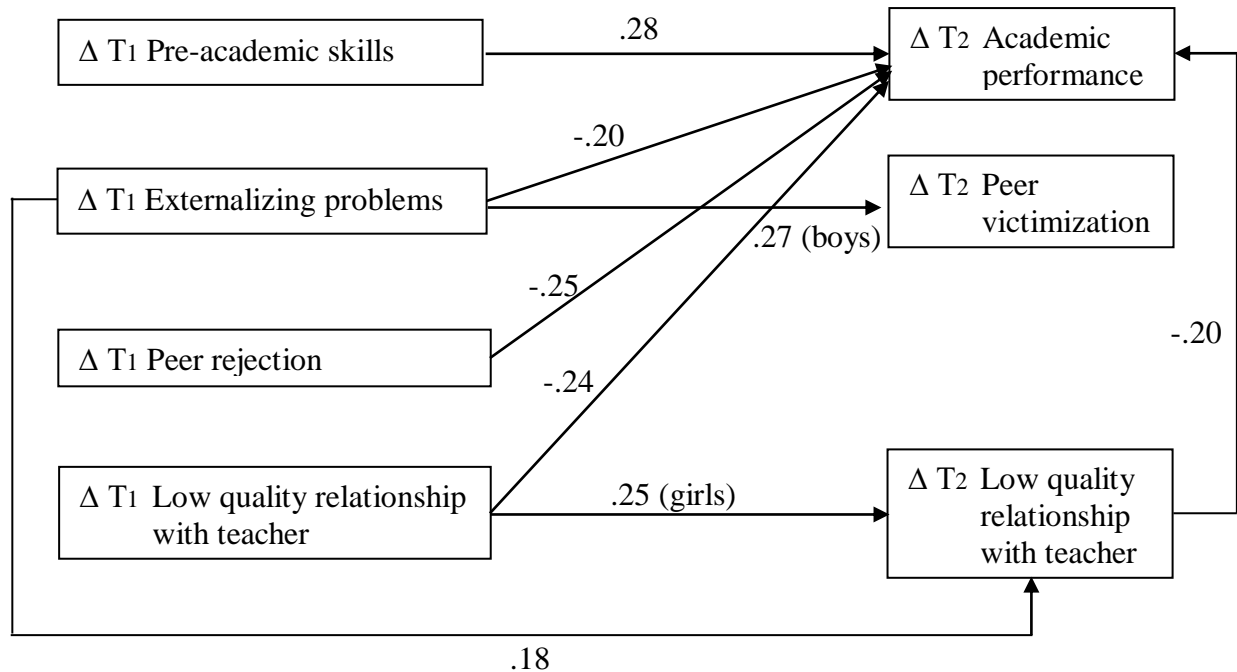 Δ T1 Pre-academic skills
.28
Δ T2 Academic
performance
-.20
Δ T1 Externalizing problems
Δ T2 Peer
victimization
.27 (boys)
-.25
Δ T1 Peer rejection
-.20
-.24
Δ T1 Low quality relationship
with teacher
.25 (girls)
Δ T2 Low quality
relationship
with teacher
.18